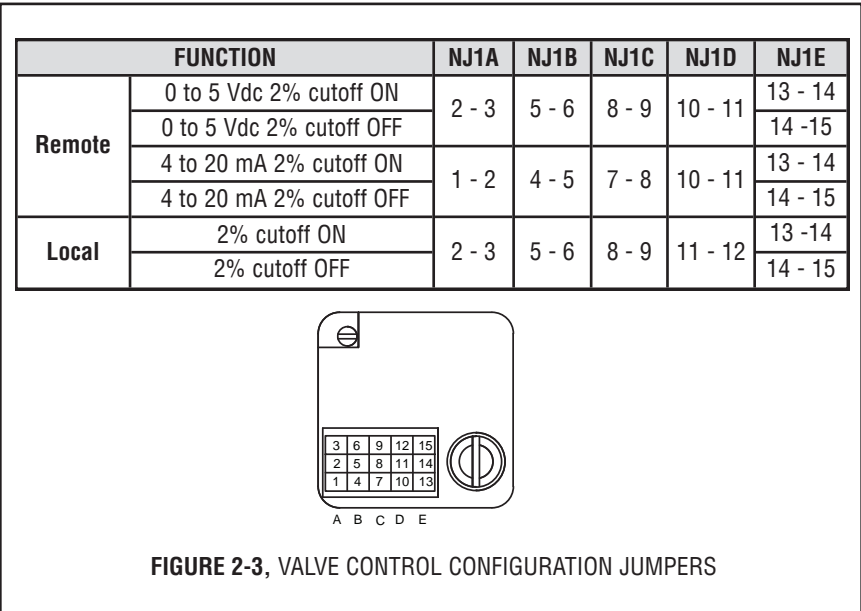 FUNCTION NJ1A NJ1B NJ1C NJ1D NJ1E
Remote
0 to 5 Vdc 2% cutoff ON 2 - 3 5 - 6 8 - 9 10 - 11 13 - 14
0 to 5 Vdc 2% cutoff OFF 14 -15
4 to 20 mA 2% cutoff ON 1 - 2 4 - 5 7 - 8 10 - 11 13 - 14
4 to 20 mA 2% cutoff OFF 14 - 15
Local
2% cutoff ON 2 - 3 5 - 6 8 - 9 11 - 12 13 -14
2% cutoff OFF 14 - 15
3 6 9 12 15
2 5 8 11 14
1 4 7 10 13
A B C D E
FIGURE 2-3, VALVE CONTROL CONFIGURATION JUMPERS